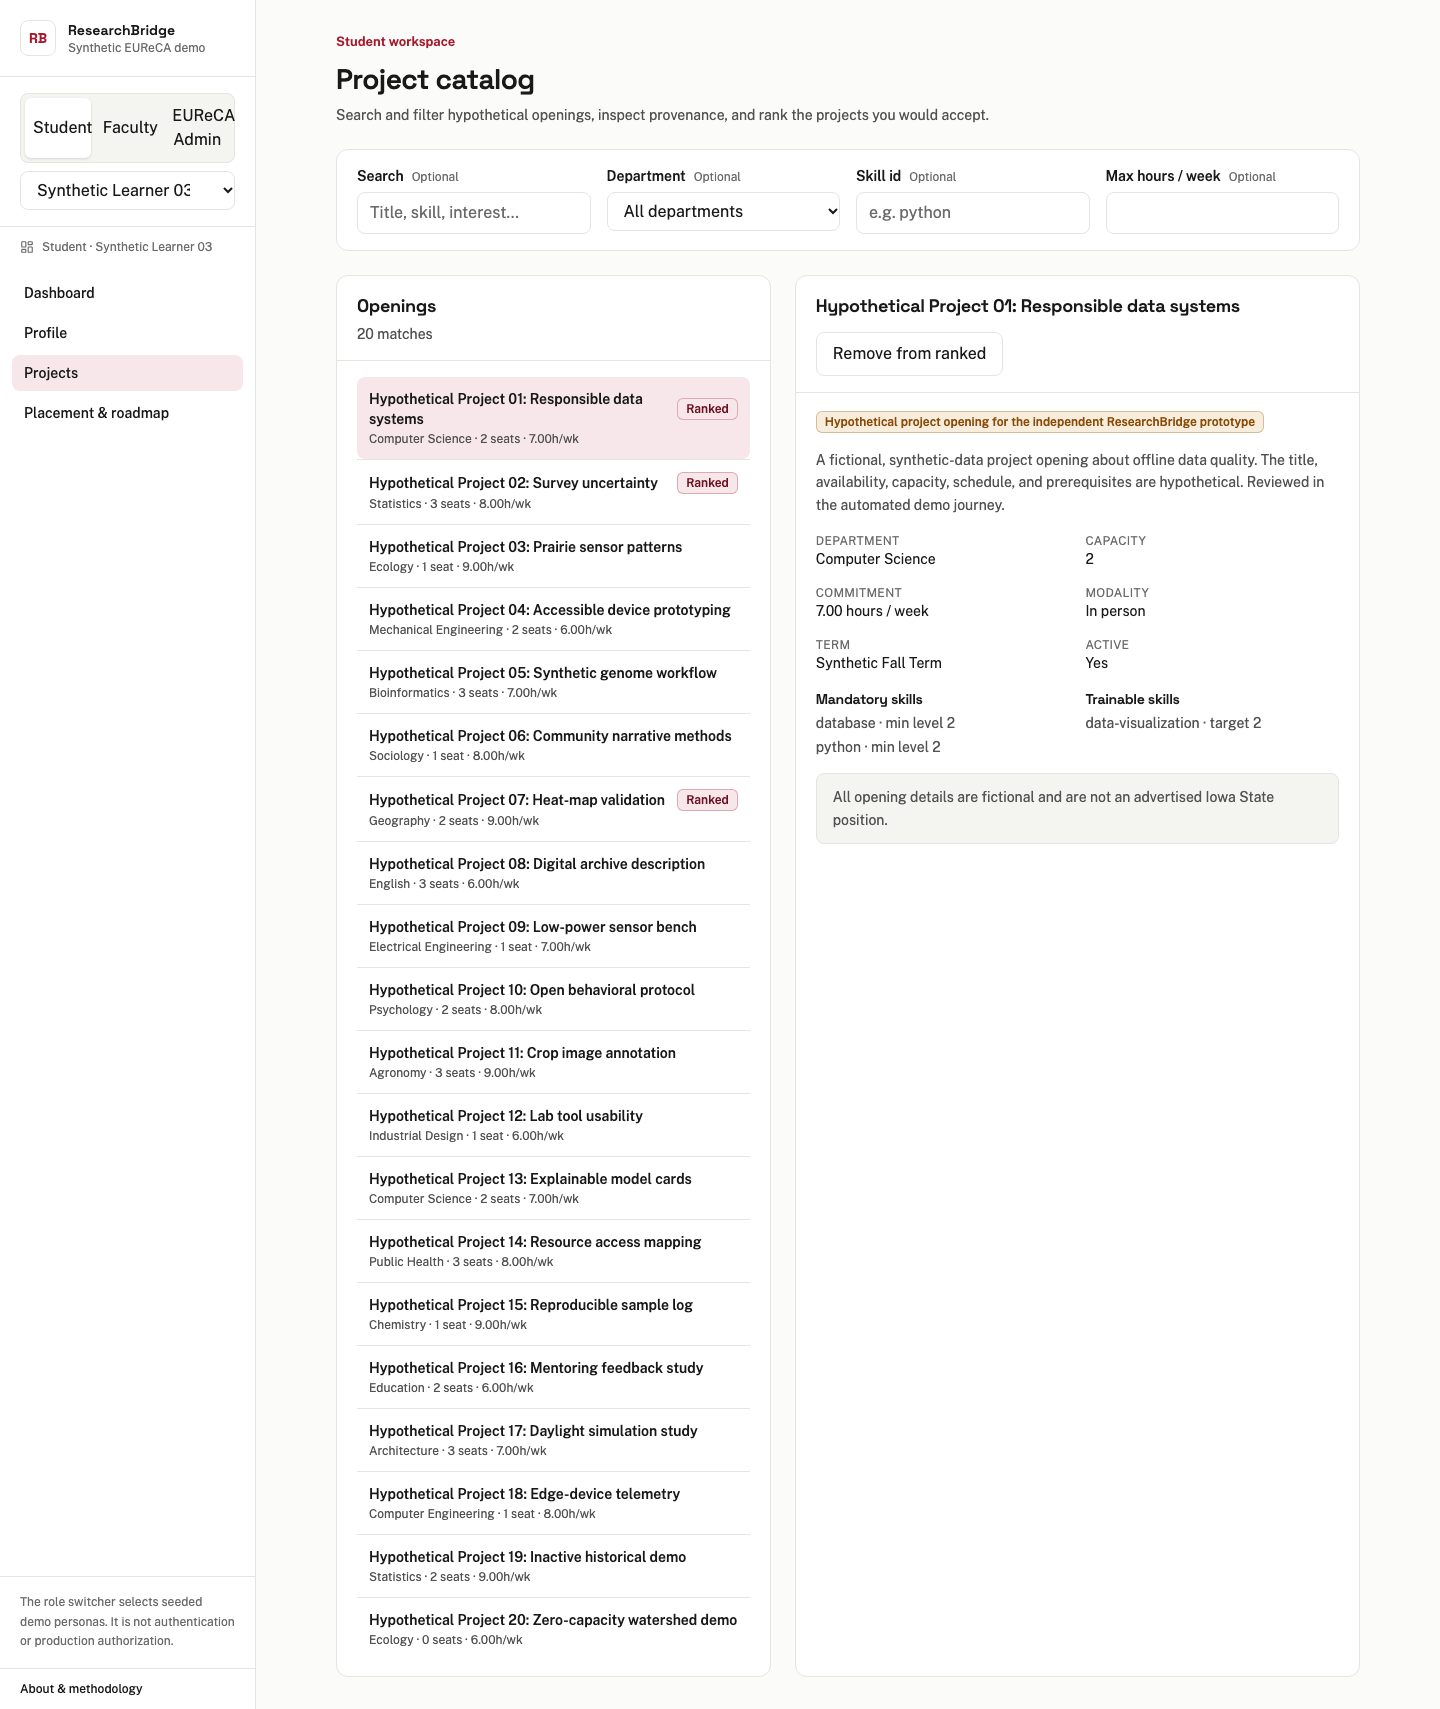 RB
ResearchBridge
Synthetic EUReCA demo
Student
Faculty
EUReCA
Admin
Synthetic Learner 03
Student · Synthetic Learner 03
Dashboard
Profile
Projects
Placement & roadmap
The role switcher selects seeded
demo personas. It is not authentication
or production authorization.
About & methodology
Student workspace
Project catalog
Search and filter hypothetical openings, inspect provenance, and rank the projects you would accept.
Search Optional
Title, skill, interest...
Department Optional
All departments
Skill id Optional
e.g. python
Max hours / week Optional
Openings
20 matches
Hypothetical Project 01: Responsible data
systems
Ranked
Computer Science · 2 seats · 7.00h/wk
Hypothetical Project 02: Survey uncertainty
Ranked
Statistics · 3 seats · 8.00h/wk
Hypothetical Project 03: Prairie sensor patterns
Ecology · 1 seat · 9.00h/wk
Hypothetical Project 04: Accessible device prototyping
Mechanical Engineering · 2 seats · 6.00h/wk
Hypothetical Project 05: Synthetic genome workflow
Bioinformatics · 3 seats · 7.00h/wk
Hypothetical Project 06: Community narrative methods
Sociology · 1 seat · 8.00h/wk
Hypothetical Project 07: Heat-map validation
Ranked
Geography · 2 seats · 9.00h/wk
Hypothetical Project 08: Digital archive description
English · 3 seats · 6.00h/wk
Hypothetical Project 09: Low-power sensor bench
Electrical Engineering · 1 seat · 7.00h/wk
Hypothetical Project 10: Open behavioral protocol
Psychology · 2 seats · 8.00h/wk
Hypothetical Project 11: Crop image annotation
Agronomy · 3 seats · 9.00h/wk
Hypothetical Project 12: Lab tool usability
Industrial Design · 1 seat · 6.00h/wk
Hypothetical Project 13: Explainable model cards
Computer Science · 2 seats · 7.00h/wk
Hypothetical Project 14: Resource access mapping
Public Health · 3 seats · 8.00h/wk
Hypothetical Project 15: Reproducible sample log
Chemistry · 1 seat · 9.00h/wk
Hypothetical Project 16: Mentoring feedback study
Education · 2 seats · 6.00h/wk
Hypothetical Project 17: Daylight simulation study
Architecture · 3 seats · 7.00h/wk
Hypothetical Project 18: Edge-device telemetry
Computer Engineering · 1 seat · 8.00h/wk
Hypothetical Project 19: Inactive historical demo
Statistics · 2 seats · 9.00h/wk
Hypothetical Project 20: Zero-capacity watershed demo
Ecology · 0 seats · 6.00h/wk
Hypothetical Project 01: Responsible data systems
Remove from ranked
Hypothetical project opening for the independent ResearchBridge prototype
A fictional, synthetic-data project opening about offline data quality. The title,
availability, capacity, schedule, and prerequisites are hypothetical. Reviewed in
the automated demo journey.
DEPARTMENT
Computer Science
CAPACITY
2
COMMITMENT
7.00 hours / week
MODALITY
In person
TERM
Synthetic Fall Term
ACTIVE
Yes
Mandatory skills
database · min level 2
python · min level 2
Trainable skills
data-visualization · target 2
All opening details are fictional and are not an advertised Iowa State
position.